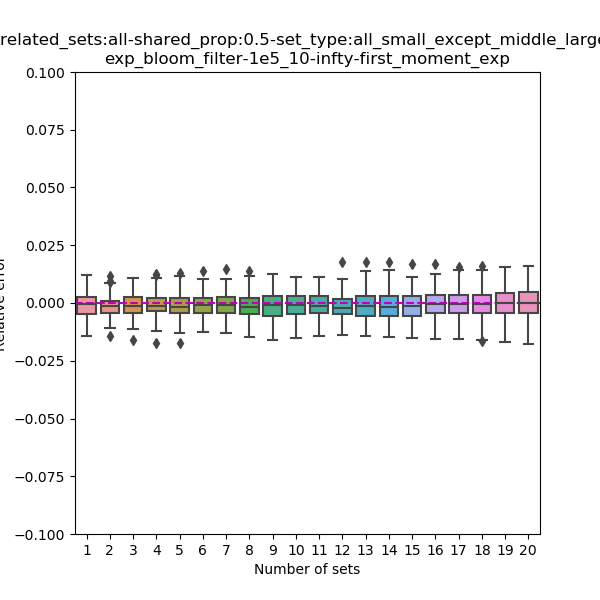 related_sets:all-shared_prop:0.5-set_type:all_small_except_middle_large
exp_bloom_filter-1e5_10-infty-first_moment_exp
0.100
0.075
0.050
0.025
0.000
−0.025
−0.050
−0.075
−0.100
Relative error
1 2 3 4 5 6 7 8 9 10 11 12 13 14 15 16 17 18 19 20
Number of sets